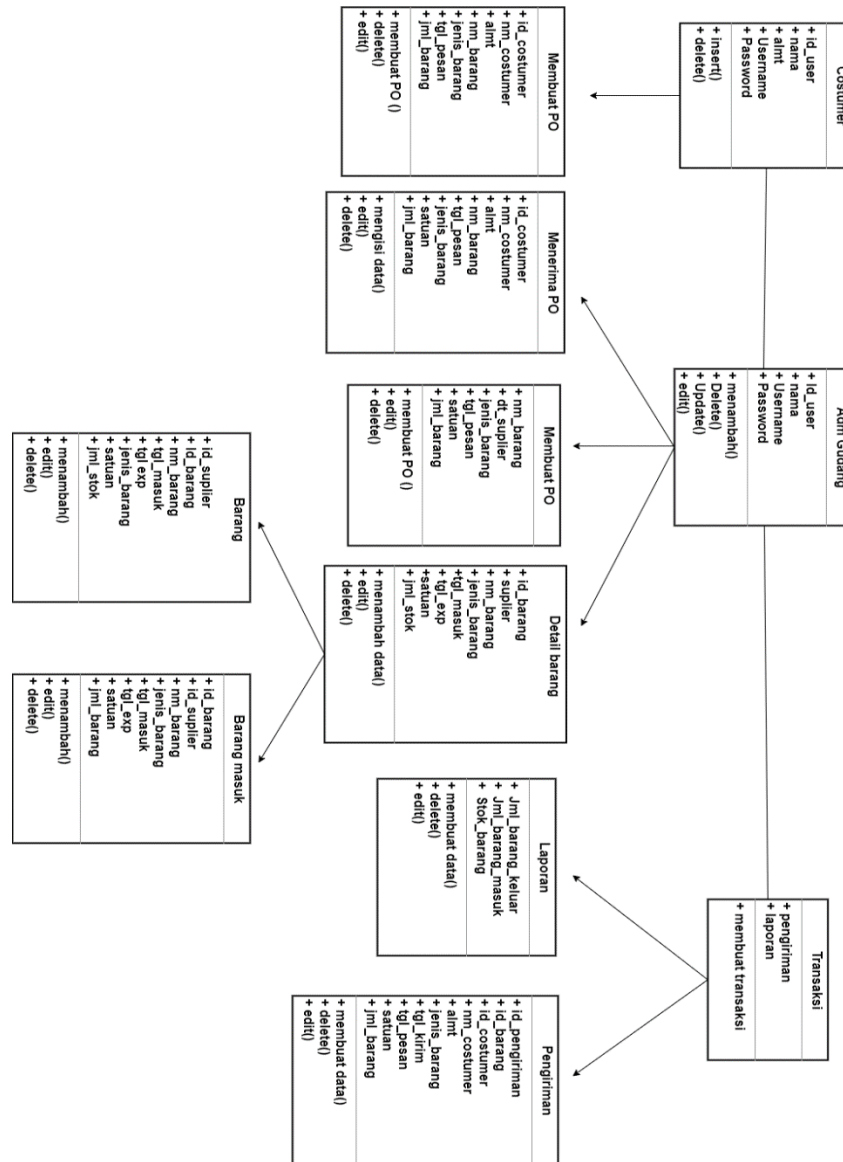 Costumer
+ id_user
+ nama
+ almt
+ Username
+ Password
+ insert()
+ delete()
Adm Gudang
+ Id_user
+ nama
+ Username
+ Password
+ menambah()
+ Delete()
+ Update()
+ edit()
Transaksi
+ pengiriman
+ laporan
+ membuat transaksi
Membuat PO
+ id_costumer
+ nm_costumer
+ almt
+ nm_barang
+ jenis_barang
+ tgl_pesan
+ jml_barang
+ membuat PO ()
+ delete()
+ edit()
Menerima PO
+ id_costumer
+ nm_costumer
+ almt
+ nm_barang
+ tgl_pesan
+ jenis_barang
+ satuan
+ jml_barang
+ mengisi data()
+ edit()
+ delete()
Membuat PO
+ nm_barang
+ dt_suplier
+ jenis_barang
+ tgl_pesan
+ satuan
+ jml_barang
+ membuat PO ()
+ edit()
+ delete()
Detail barang
+ id_barang
+ suplier
+ nm_barang
+ jenis_barang
+tgl_masuk
+ tgl_exp
+satuan
+ jml_stok
+ menambah data()
+ edit()
+ delete()
Laporan
+ Jml_barang_keluar
+ Jml_barang_masuk
+ Stok_barang
+ membuat data()
+ delete()
+ edit()
Pengiriman
+ id_pengiriman
+ id_barang
+ id_costumer
+ nm_costumer
+ almt
+ jenis_barang
+ tgl_kirim
+ tgl_pesan
+ satuan
+ jml_barang
+ membuat data()
+ delete()
+ edit()
Barang
+ id_suplier
+ id_barang
+ nm_barang
+ tgl_masuk
+ tgl exp
+ jenis_barang
+ satuan
+ jml_stok
+ menambah()
+ edit()
+ delete()
Barang masuk
+ id_barang
+ id_suplier
+ nm_barang
+ jenis_barang
+ tgl_masuk
+ tgl_exp
+ satuan
+ jml_barang
+ menambah()
+ edit()
+ delete()